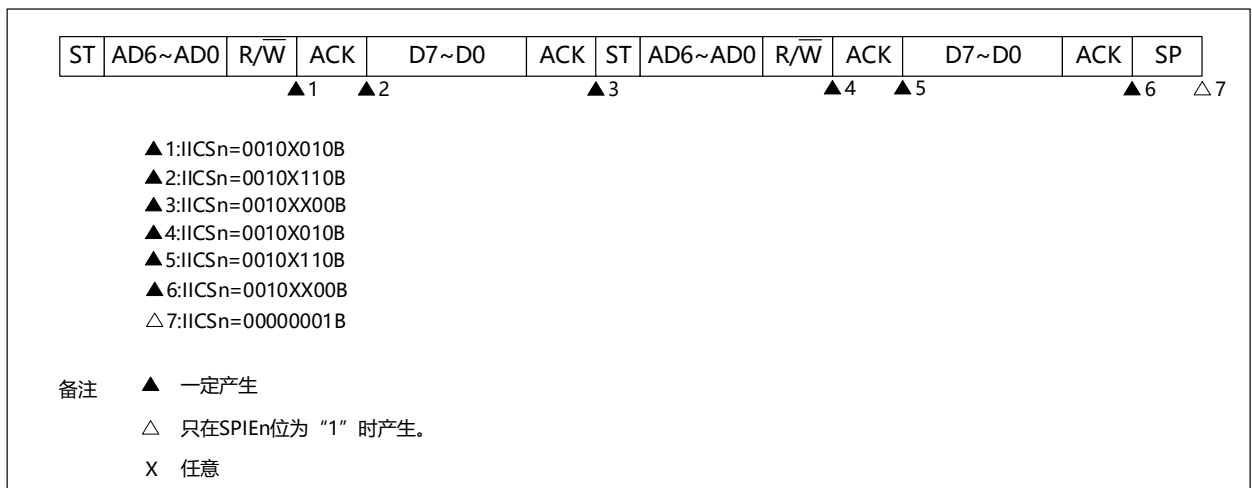 ST AD6~AD0 R/W̅ ACK D7~D0 ACK ST AD6~AD0 R/W̅ ACK D7~D0 ACK SP
▲1 ▲2 ▲3 ▲4 ▲5 ▲6 △7
▲1:IICSn=0010X010B
▲2:IICSn=0010X110B
▲3:IICSn=0010XX00B
▲4:IICSn=0010X010B
▲5:IICSn=0010X110B
▲6:IICSn=0010XX00B
△7:IICSn=00000001B
备注 ▲ 一定产生
△ 只在SPIEn位为“1”时产生。
X 任意